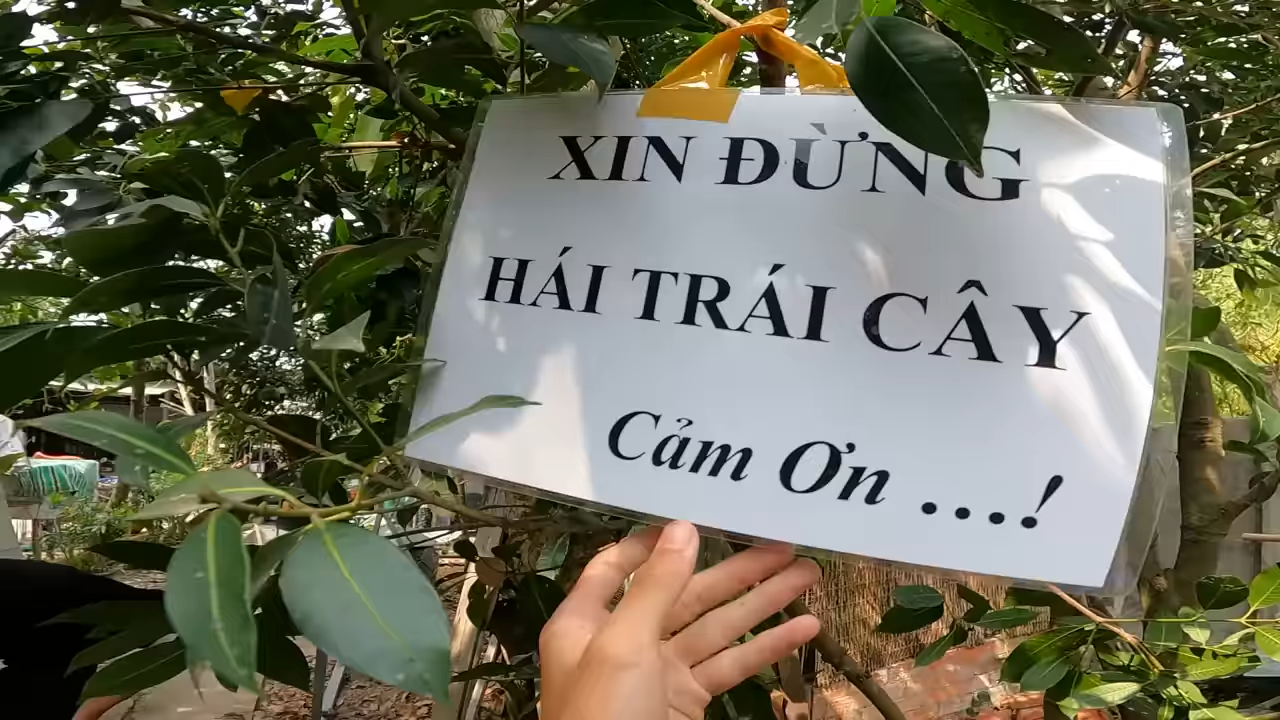 XIN ĐỪNG
HÁI TRÁI CÂY
Cảm Ơn ...!